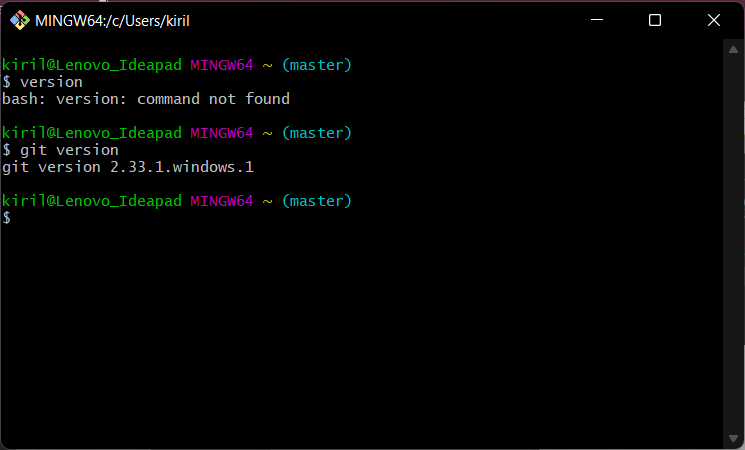 MINGW64:/c/Users/kiril
kiril@Lenovo_Ideapad MINGW64 ~ (master)
$ version
bash: version: command not found
kiril@Lenovo_Ideapad MINGW64 ~ (master)
$ git version
git version 2.33.1.windows.1
kiril@Lenovo_Ideapad MINGW64 ~ (master)
$